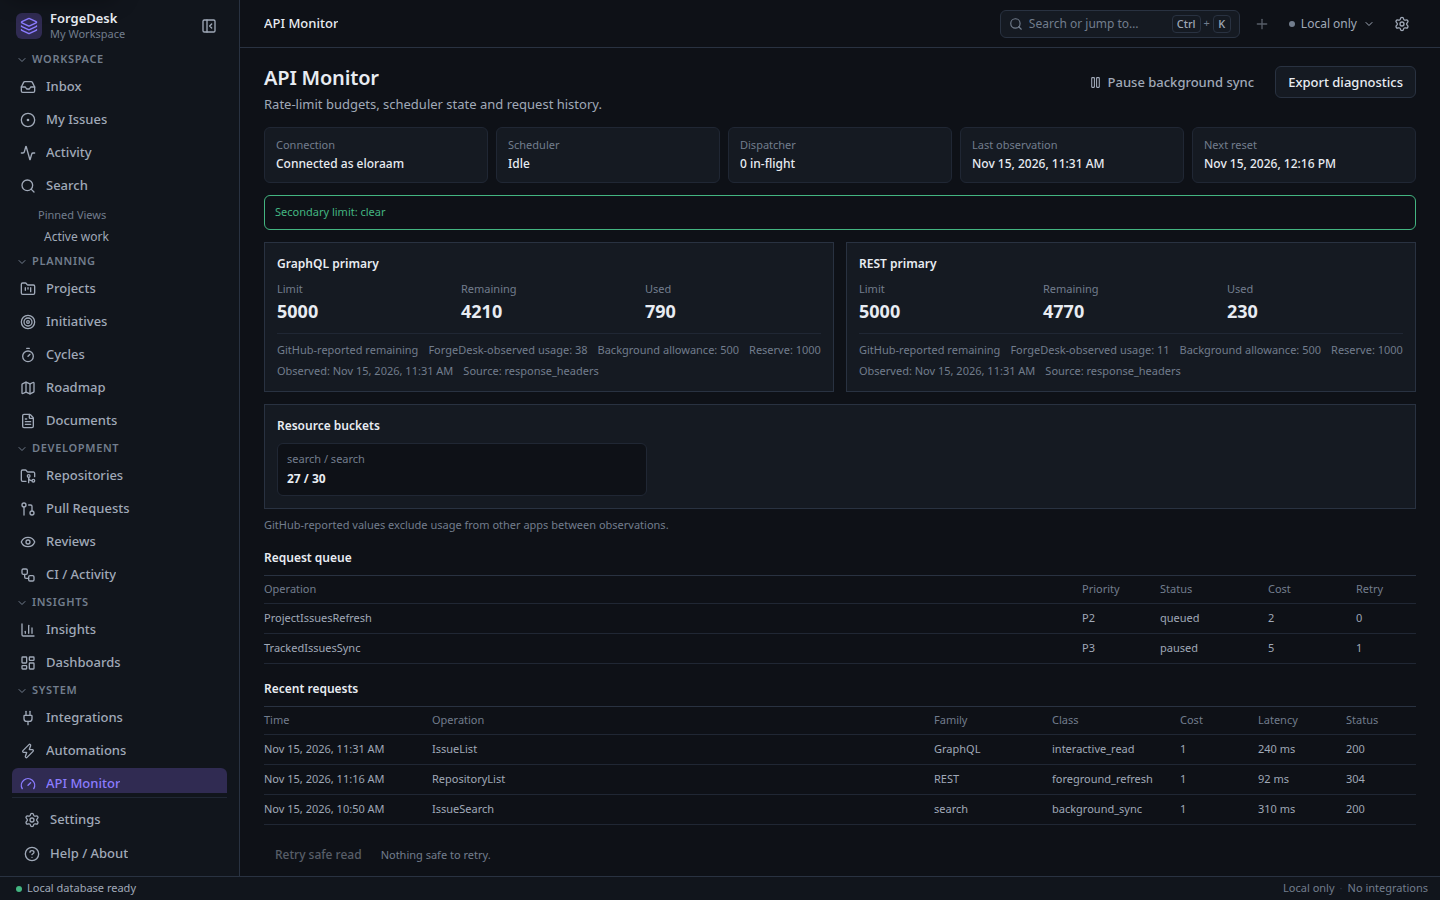 ForgeDesk
My Workspace
WORKSPACE
Inbox
My Issues
Activity
Search
Pinned Views
Active work
PLANNING
Projects
Initiatives
Cycles
Roadmap
Documents
DEVELOPMENT
Repositories
Pull Requests
Reviews
CI / Activity
INSIGHTS
Insights
Dashboards
SYSTEM
Integrations
Automations
API Monitor
Settings
Help / About
API Monitor
Search or jump to... Ctrl + K
Local only
API Monitor
Rate-limit budgets, scheduler state and request history.
Pause background sync
Export diagnostics
Connection
Connected as eloraam
Scheduler
Idle
Dispatcher
0 in-flight
Last observation
Nov 15, 2026, 11:31 AM
Next reset
Nov 15, 2026, 12:16 PM
Secondary limit: clear
GraphQL primary
Limit Remaining Used
5000 4210 790
GitHub-reported remaining ForgeDesk-observed usage: 38 Background allowance: 500 Reserve: 1000
Observed: Nov 15, 2026, 11:31 AM Source: response_headers
REST primary
Limit Remaining Used
5000 4770 230
GitHub-reported remaining ForgeDesk-observed usage: 11 Background allowance: 500 Reserve: 1000
Observed: Nov 15, 2026, 11:31 AM Source: response_headers
Resource buckets
search / search
27 / 30
GitHub-reported values exclude usage from other apps between observations.
Request queue
Operation Priority Status Cost Retry
ProjectIssuesRefresh P2 queued 2 0
TrackedIssuesSync P3 paused 5 1
Recent requests
Time Operation Family Class Cost Latency Status
Nov 15, 2026, 11:31 AM IssueList GraphQL interactive_read 1 240 ms 200
Nov 15, 2026, 11:16 AM RepositoryList REST foreground_refresh 1 92 ms 304
Nov 15, 2026, 10:50 AM IssueSearch search background_sync 1 310 ms 200
Retry safe read Nothing safe to retry.
Local database ready
Local only · No integrations